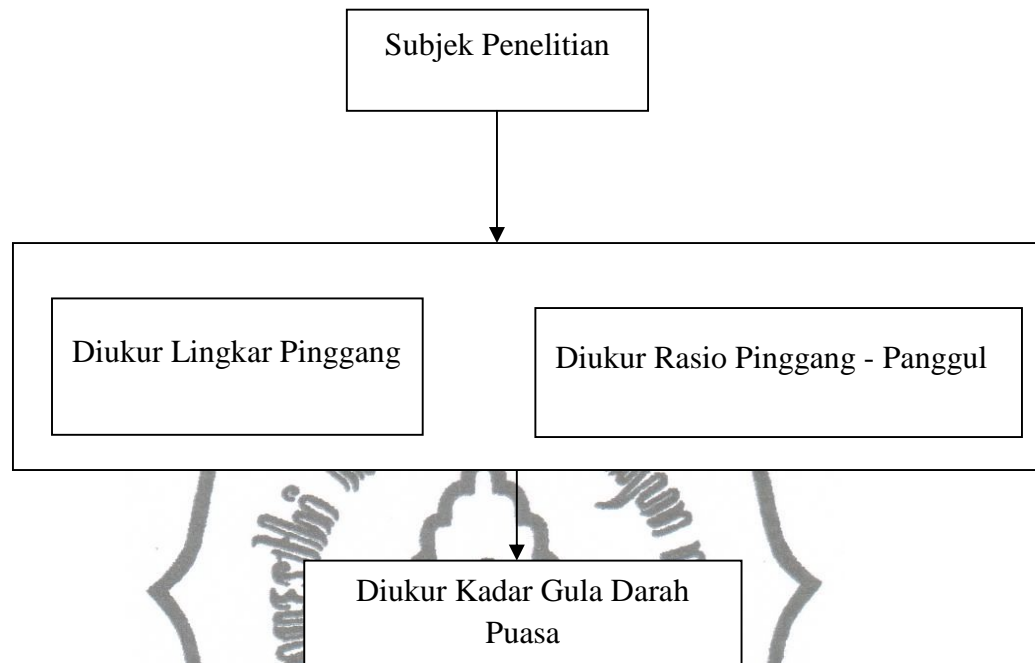 Subjek Penelitian
Diukur Lingkar Pinggang
Diukur Rasio Pinggang - Panggul
Diukur Kadar Gula Darah
Puasa